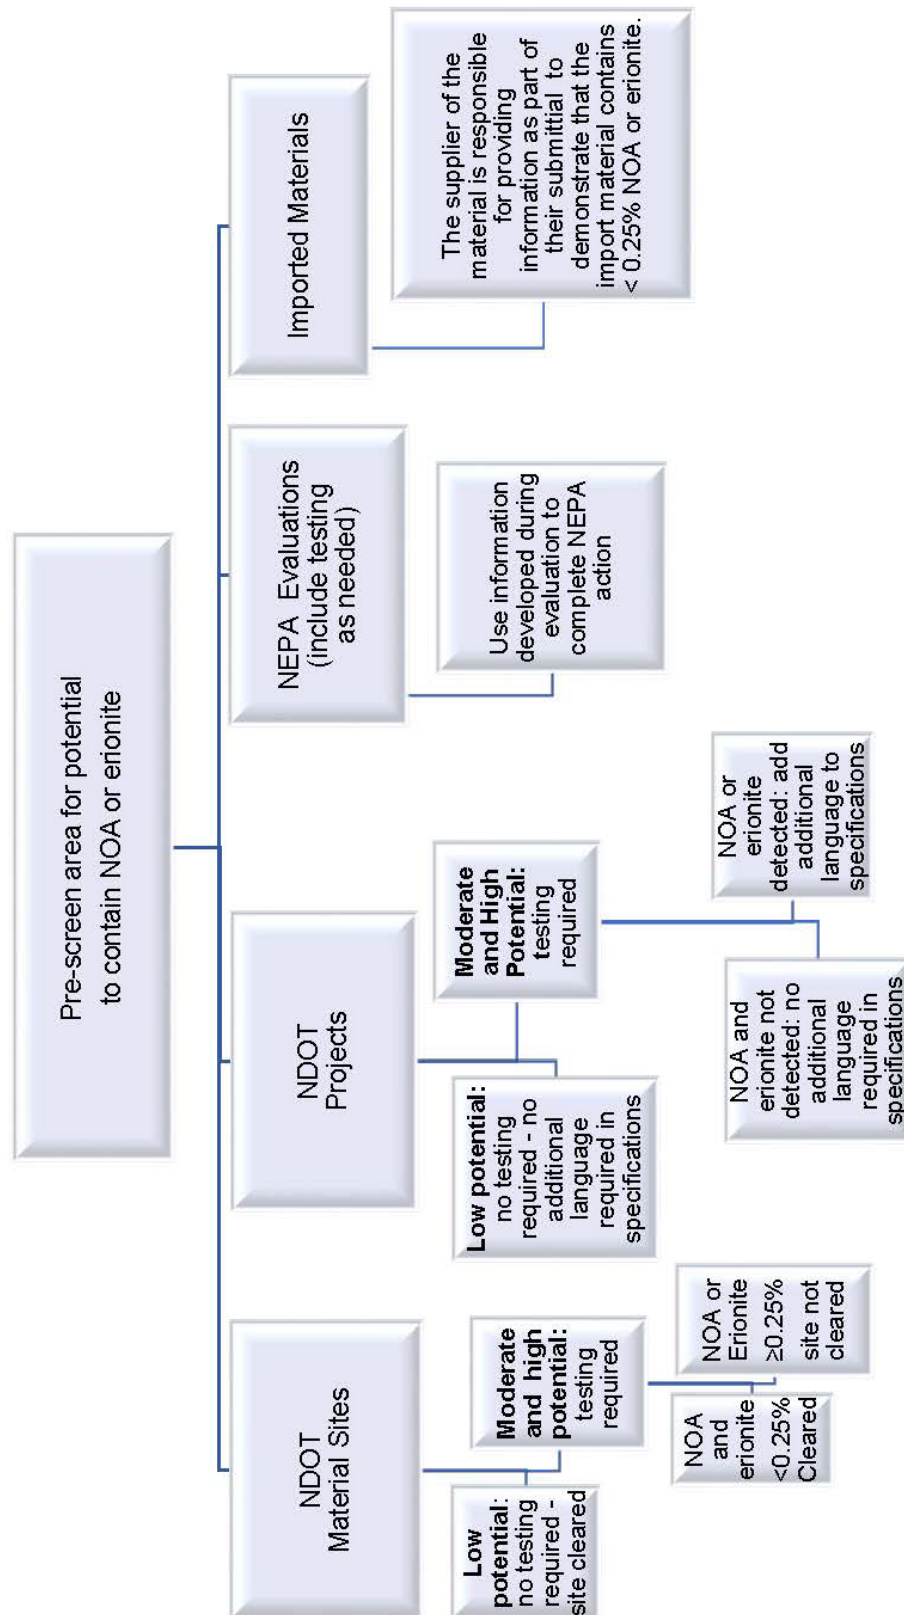 Pre-screen area for potential
to contain NOA or erionite
NDOT
Material Sites
Low
potential:
no testing
required -
site cleared
Moderate
and high
potential:
testing
required
NOA
and
erionite
<0.25%
Cleared
NOA or
Erionite
≥0.25%
site not
cleared
NDOT
Projects
Low potential:
no testing
required - no
additional
language
required in
specifications
Moderate
and High
Potential:
testing
required
NOA and
erionite not
detected: no
additional
language
required in
specifications
NOA or
erionite
detected: add
additional
language to
specifications
NEPA Evaluations
(include testing
as needed)
Use information
developed during
evaluation to
complete NEPA
action
Imported Materials
The supplier of the
material is responsible
for providing
information as part of
their submittial to
demonstrate that the
import material contains
< 0.25% NOA or erionite.